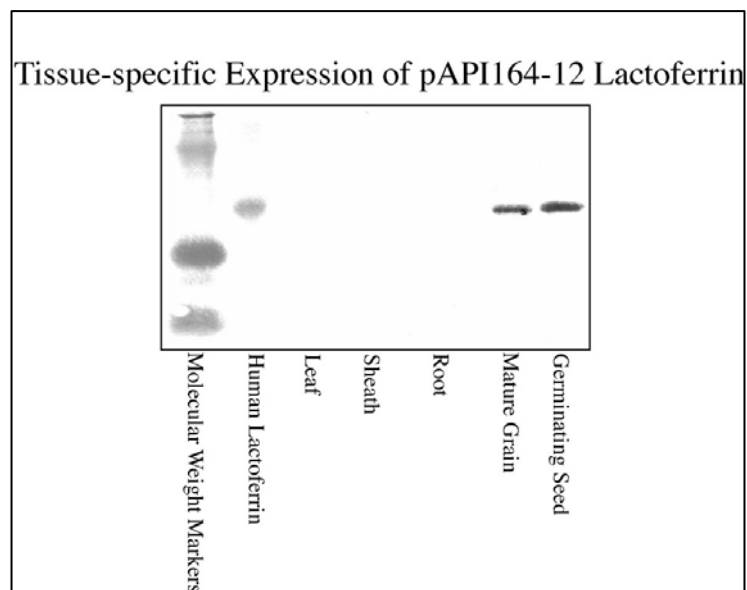 Tissue-specific Expression of pAPI164-12 Lactoferrin
Molecular Weight Markers
Human Lactoferrin
Leaf
Sheath
Root
Mature Grain
Germinating Seed